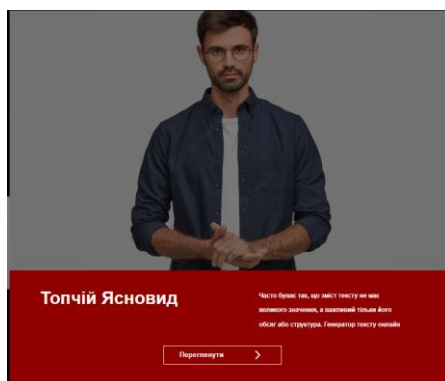 Топчій Ясновид
Часто буває так, що зміст тексту не має
великого значення, а важливий тільки його
обсяг або структура. Генератор тексту онлайн
Переглянути